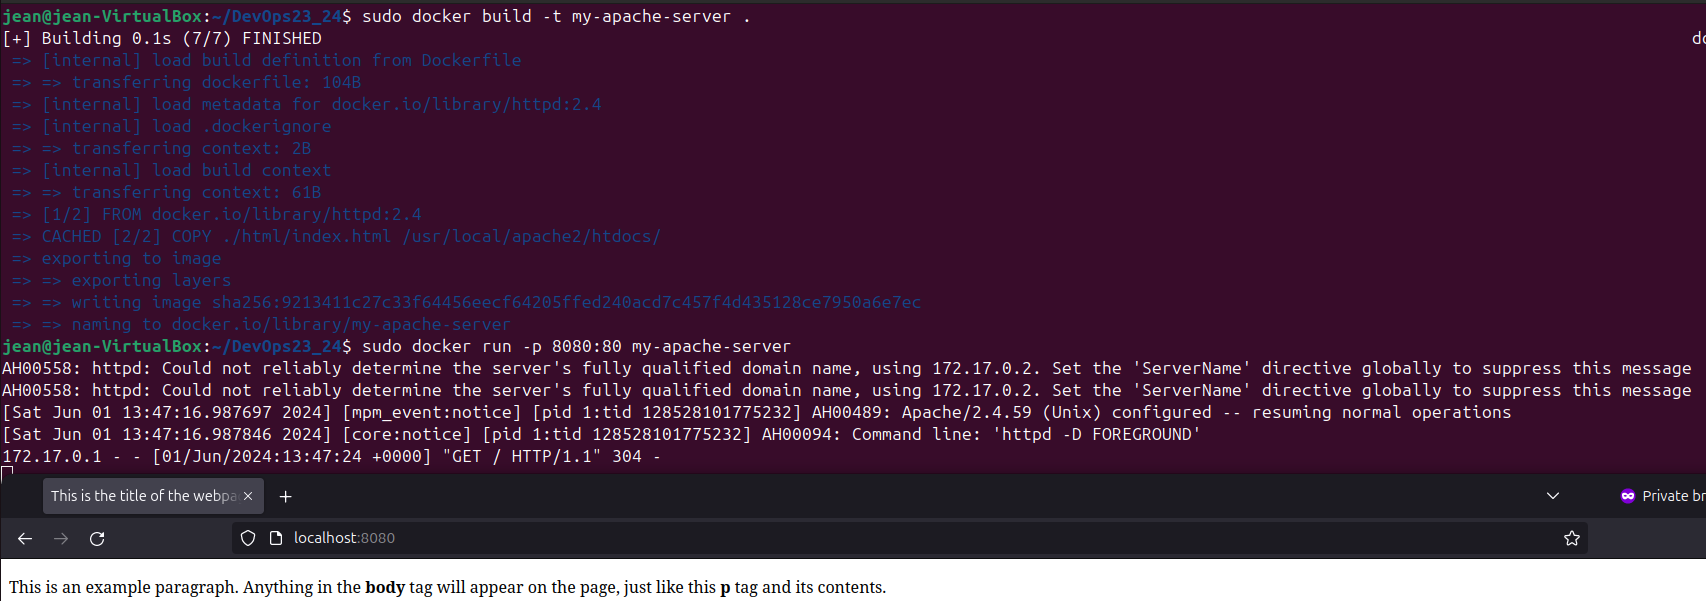 jean@jean-VirtualBox:~/DevOps23_24$ sudo docker build -t my-apache-server .
[+] Building 0.1s (7/7) FINISHED
=> [internal] load build definition from Dockerfile
=> => transferring dockerfile: 104B
=> [internal] load metadata for docker.io/library/httpd:2.4
=> [internal] load .dockerignore
=> => transferring context: 2B
=> [internal] load build context
=> => transferring context: 61B
=> [1/2] FROM docker.io/library/httpd:2.4
=> CACHED [2/2] COPY ./html/index.html /usr/local/apache2/htdocs/
=> exporting to image
=> => exporting layers
=> => writing image sha256:9213411c27c33f64456eecf64205ffed240acd7c457f4d435128ce7950a6e7ec
=> => naming to docker.io/library/my-apache-server
jean@jean-VirtualBox:~/DevOps23_24$ sudo docker run -p 8080:80 my-apache-server
AH00558: httpd: Could not reliably determine the server's fully qualified domain name, using 172.17.0.2. Set the 'ServerName' directive globally to suppress this message
AH00558: httpd: Could not reliably determine the server's fully qualified domain name, using 172.17.0.2. Set the 'ServerName' directive globally to suppress this message
[Sat Jun 01 13:47:16.987697 2024] [mpm_event:notice] [pid 1:tid 128528101775232] AH00489: Apache/2.4.59 (Unix) configured -- resuming normal operations
[Sat Jun 01 13:47:16.987846 2024] [core:notice] [pid 1:tid 128528101775232] AH00094: Command line: 'httpd -D FOREGROUND'
172.17.0.1 - - [01/Jun/2024:13:47:24 +0000] "GET / HTTP/1.1" 304 -
This is the title of the webpa
Private br
localhost:8080
This is an example paragraph. Anything in the body tag will appear on the page, just like this p tag and its contents.